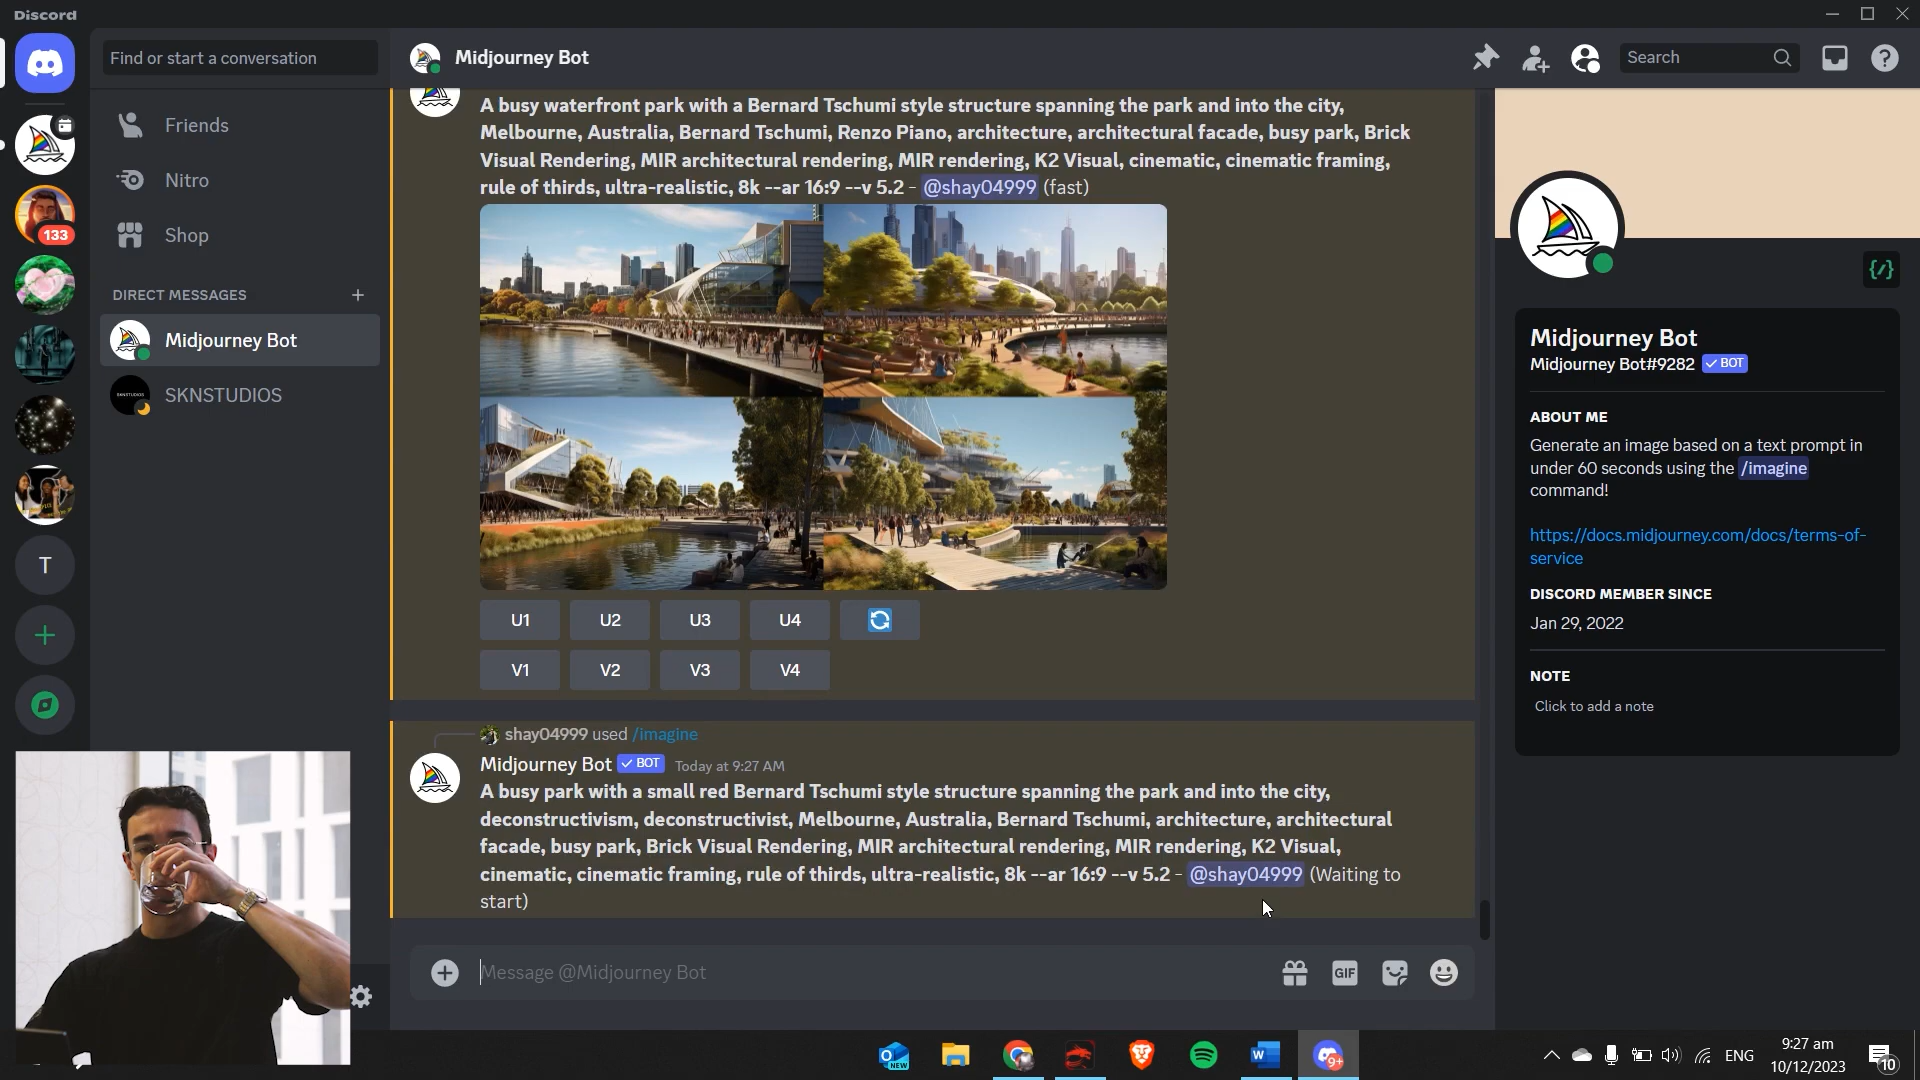 Discord
Find or start a conversation
Friends
Nitro
Shop
DIRECT MESSAGES
Midjourney Bot
SKNSTUDIOS
133
T
Midjourney Bot
Search
A busy waterfront park with a Bernard Tschumi style structure spanning the park and into the city,
Melbourne, Australia, Bernard Tschumi, Renzo Piano, architecture, architectural facade, busy park, Brick
Visual Rendering, MIR architectural rendering, MIR rendering, K2 Visual, cinematic, cinematic framing,
rule of thirds, ultra-realistic, 8k --ar 16:9 --v 5.2 - @shay04999 (fast)
U1 U2 U3 U4
V1 V2 V3 V4
shay04999 used /imagine
Midjourney Bot BOT Today at 9:27 AM
A busy park with a small red Bernard Tschumi style structure spanning the park and into the city,
deconstructivism, deconstructivist, Melbourne, Australia, Bernard Tschumi, architecture, architectural
facade, busy park, Brick Visual Rendering, MIR architectural rendering, MIR rendering, K2 Visual,
cinematic, cinematic framing, rule of thirds, ultra-realistic, 8k --ar 16:9 --v 5.2 - @shay04999 (Waiting to
start)
Message @Midjourney Bot
GIF
Midjourney Bot
Midjourney Bot#9282 BOT
ABOUT ME
Generate an image based on a text prompt in
under 60 seconds using the /imagine
command!
https://docs.midjourney.com/docs/terms-of-
service
DISCORD MEMBER SINCE
Jan 29, 2022
NOTE
Click to add a note
NEW
W
9+
ENG
9:27 am
10/12/2023
10